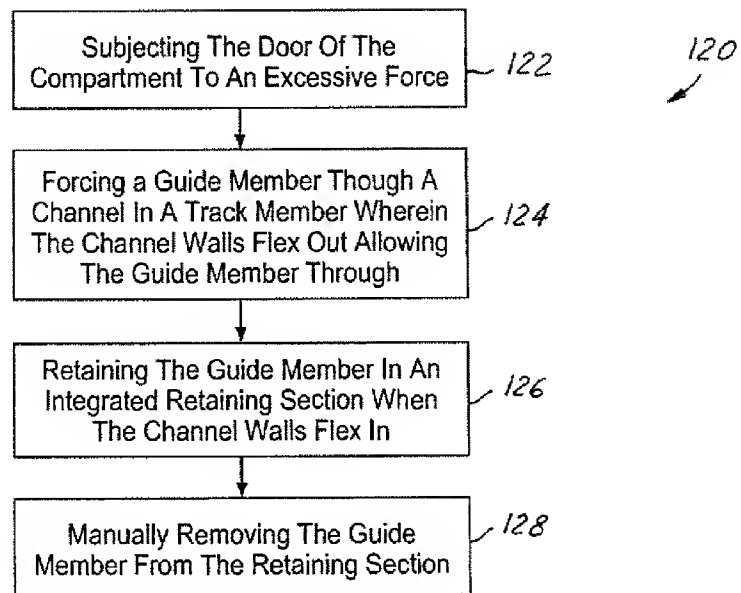 Subjecting The Door Of The
Compartment To An Excessive Force
122
120
Forcing a Guide Member Though A
Channel In A Track Member Wherein
The Channel Walls Flex Out Allowing
The Guide Member Through
124
Retaining The Guide Member In An
Integrated Retaining Section When
The Channel Walls Flex In
126
Manually Removing The Guide
Member From The Retaining Section
128